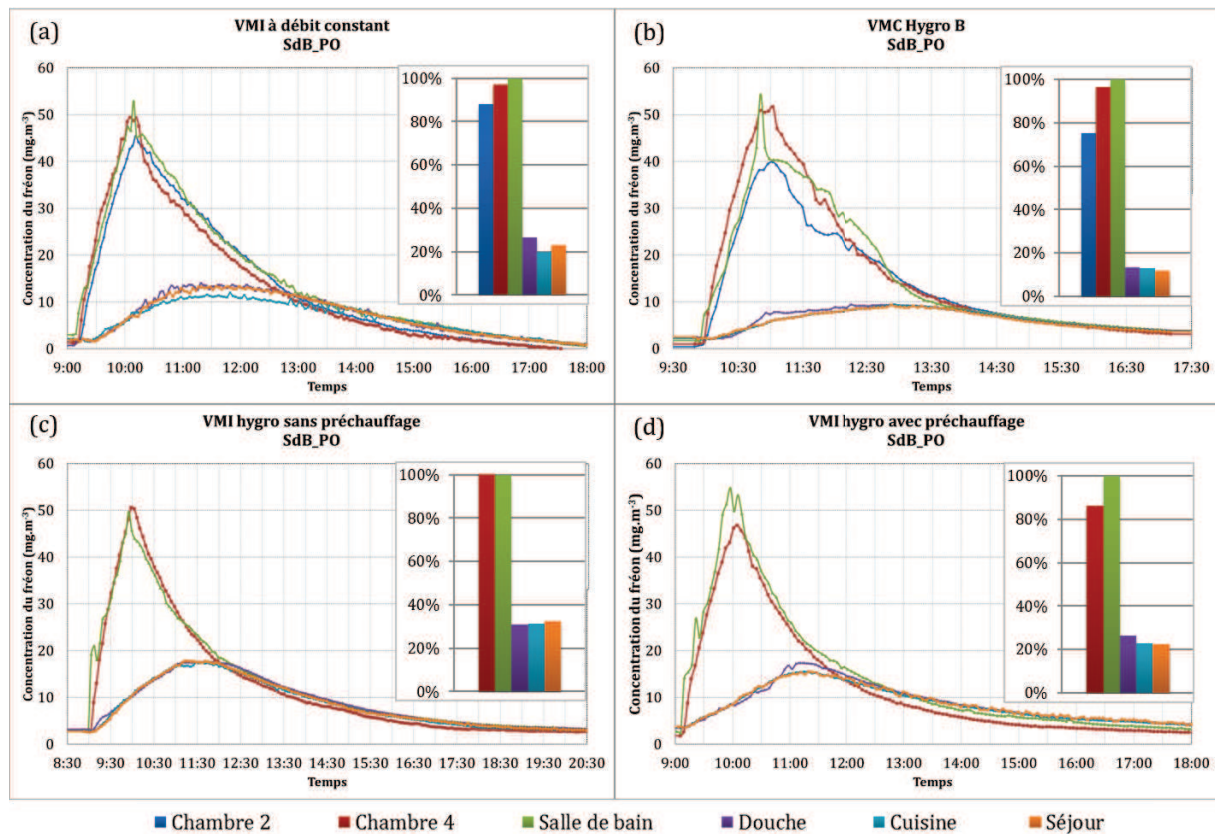 (a)
VMI à débit constant
SdB_PO
Concentration du fréon (mg.m⁻³)
60
50
40
30
20
10
0
9:00 10:00 11:00 12:00 13:00 14:00 15:00 16:00 17:00 18:00
Temps
100%
80%
60%
40%
20%
0%
(b)
VMC Hygro B
SdB_PO
Concentration du fréon (mg.m⁻³)
60
50
40
30
20
10
0
9:30 10:30 11:30 12:30 13:30 14:30 15:30 16:30 17:30
Temps
100%
80%
60%
40%
20%
0%
(c)
VMI hygro sans préchauffage
SdB_PO
Concentration du fréon (mg.m⁻³)
60
50
40
30
20
10
0
8:30 9:30 10:30 11:30 12:30 13:30 14:30 15:30 16:30 17:30 18:30 19:30 20:30
Temps
100%
80%
60%
40%
20%
0%
(d)
VMI hygro avec préchauffage
SdB_PO
Concentration du fréon (mg.m⁻³)
60
50
40
30
20
10
0
9:00 10:00 11:00 12:00 13:00 14:00 15:00 16:00 17:00 18:00
Temps
100%
80%
60%
40%
20%
0%
Chambre 2 Chambre 4 Salle de bain Douche Cuisine Séjour